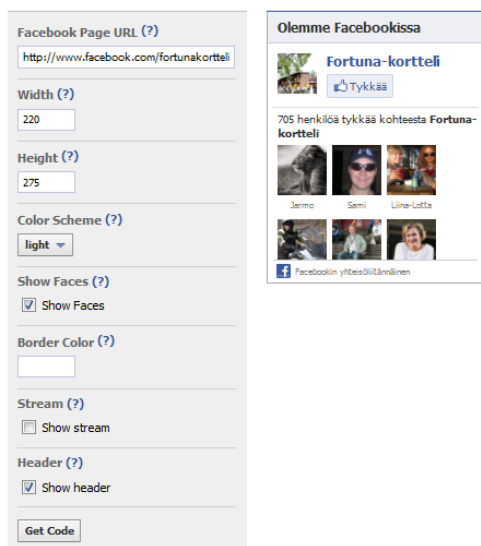 Facebook Page URL (?)
http://www.facebook.com/fortunakortteli
Width (?)
220
Height (?)
275
Color Scheme (?)
light
Show Faces (?)
Show Faces
Border Color (?)
Stream (?)
Show stream
Header (?)
Show header
Get Code
Olemme Facebookissa
Fortuna-kortteli
Tykkää
705 henkilöä tykkää kohteesta Fortuna-
kortteli
Jarmo Sami Liina-Lotta
Facebookin yhteisöliitännäinen